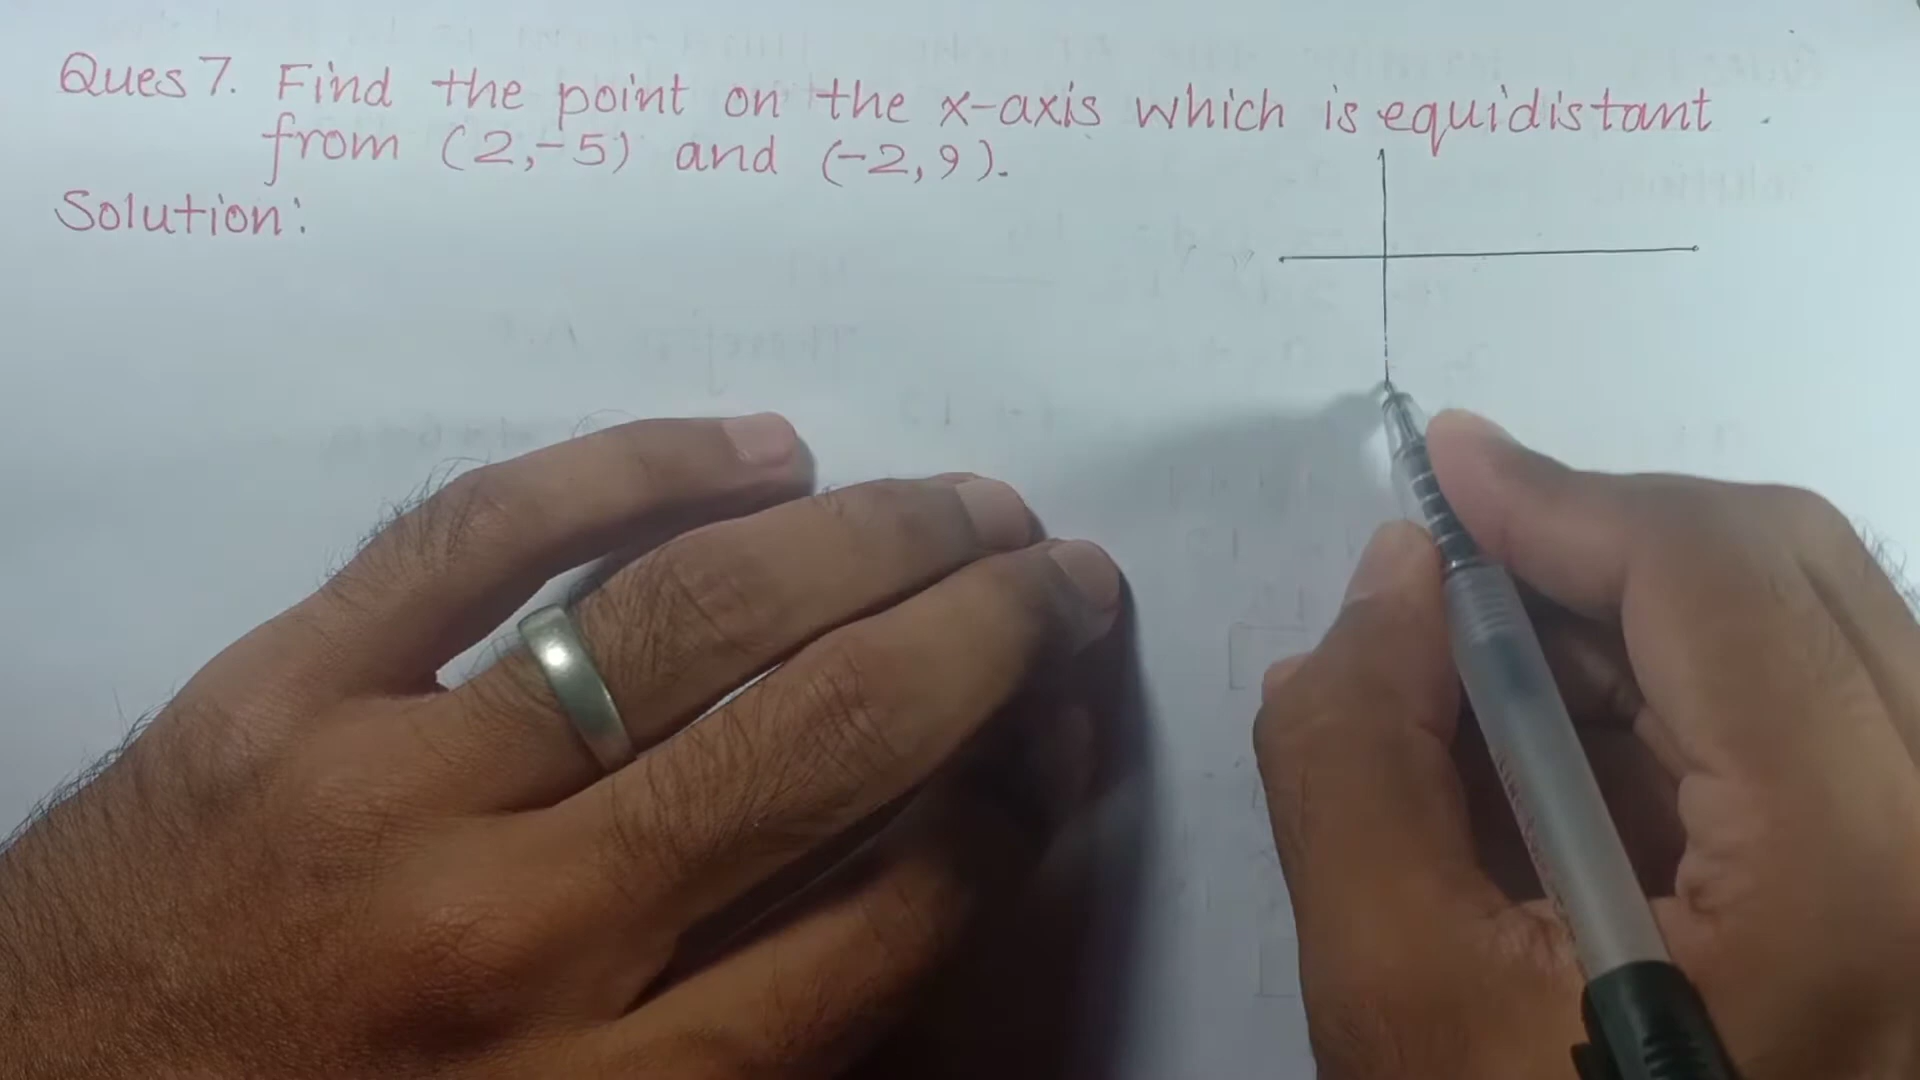 Ques 7. Find the point on the x-axis which is equidistant
from (2,-5) and (-2,9).
Solution: